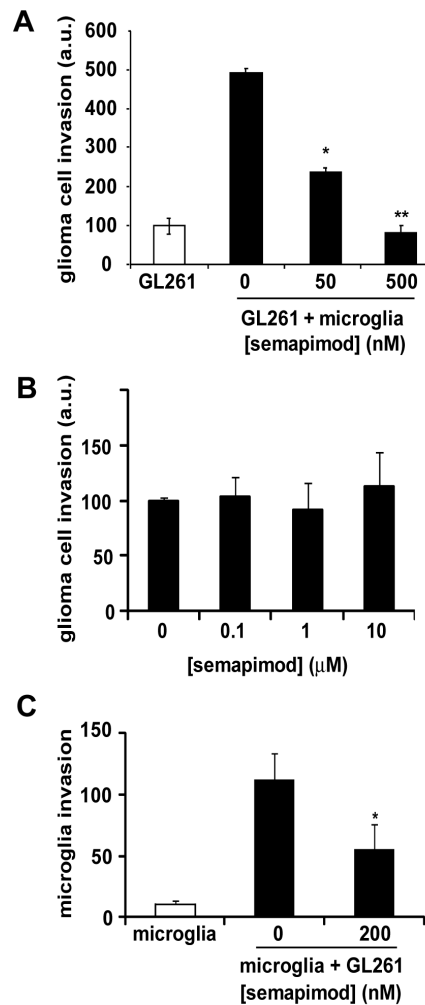 A
glioma cell invasion (a.u.)
600
500
400
300
200
100
0
*
**
GL261 0 50 500
GL261 + microglia
[semapimod] (nM)
B
glioma cell invasion (a.u.)
150
100
50
0
0 0.1 1 10
[semapimod] (μM)
C
microglia invasion
150
100
50
0
*
microglia 0 200
microglia + GL261
[semapimod] (nM)